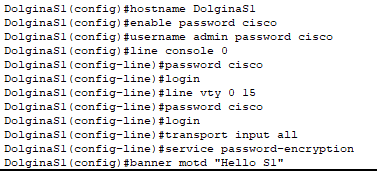 DolginaS1(config)#hostname DolginaS1
DolginaS1(config)#enable password cisco
DolginaS1(config)#username admin password cisco
DolginaS1(config)#line console 0
DolginaS1(config-line)#password cisco
DolginaS1(config-line)#login
DolginaS1(config-line)#line vty 0 15
DolginaS1(config-line)#password cisco
DolginaS1(config-line)#login
DolginaS1(config-line)#transport input all
DolginaS1(config-line)#service password-encryption
DolginaS1(config)#banner motd "Hello S1"